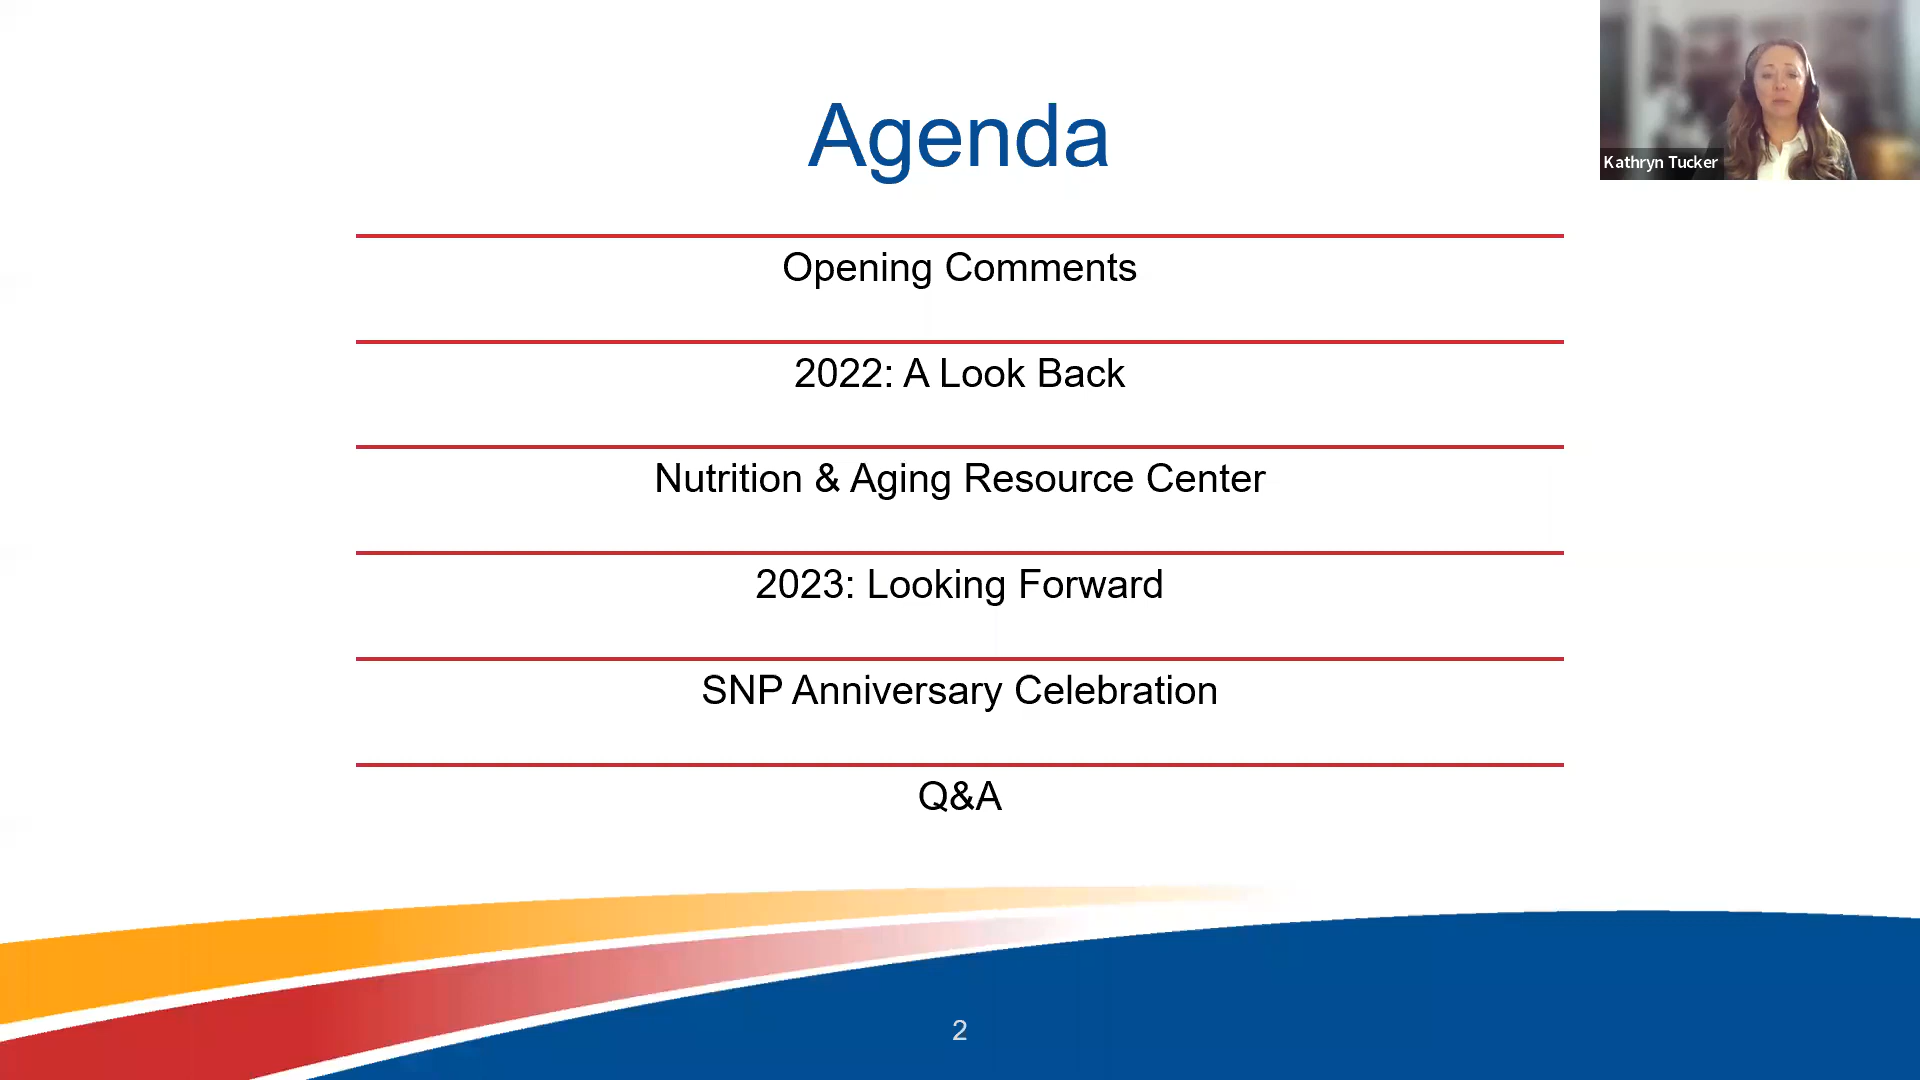 Agenda
Kathryn Tucker
Opening Comments
2022: A Look Back
Nutrition & Aging Resource Center
2023: Looking Forward
SNP Anniversary Celebration
Q&A
2